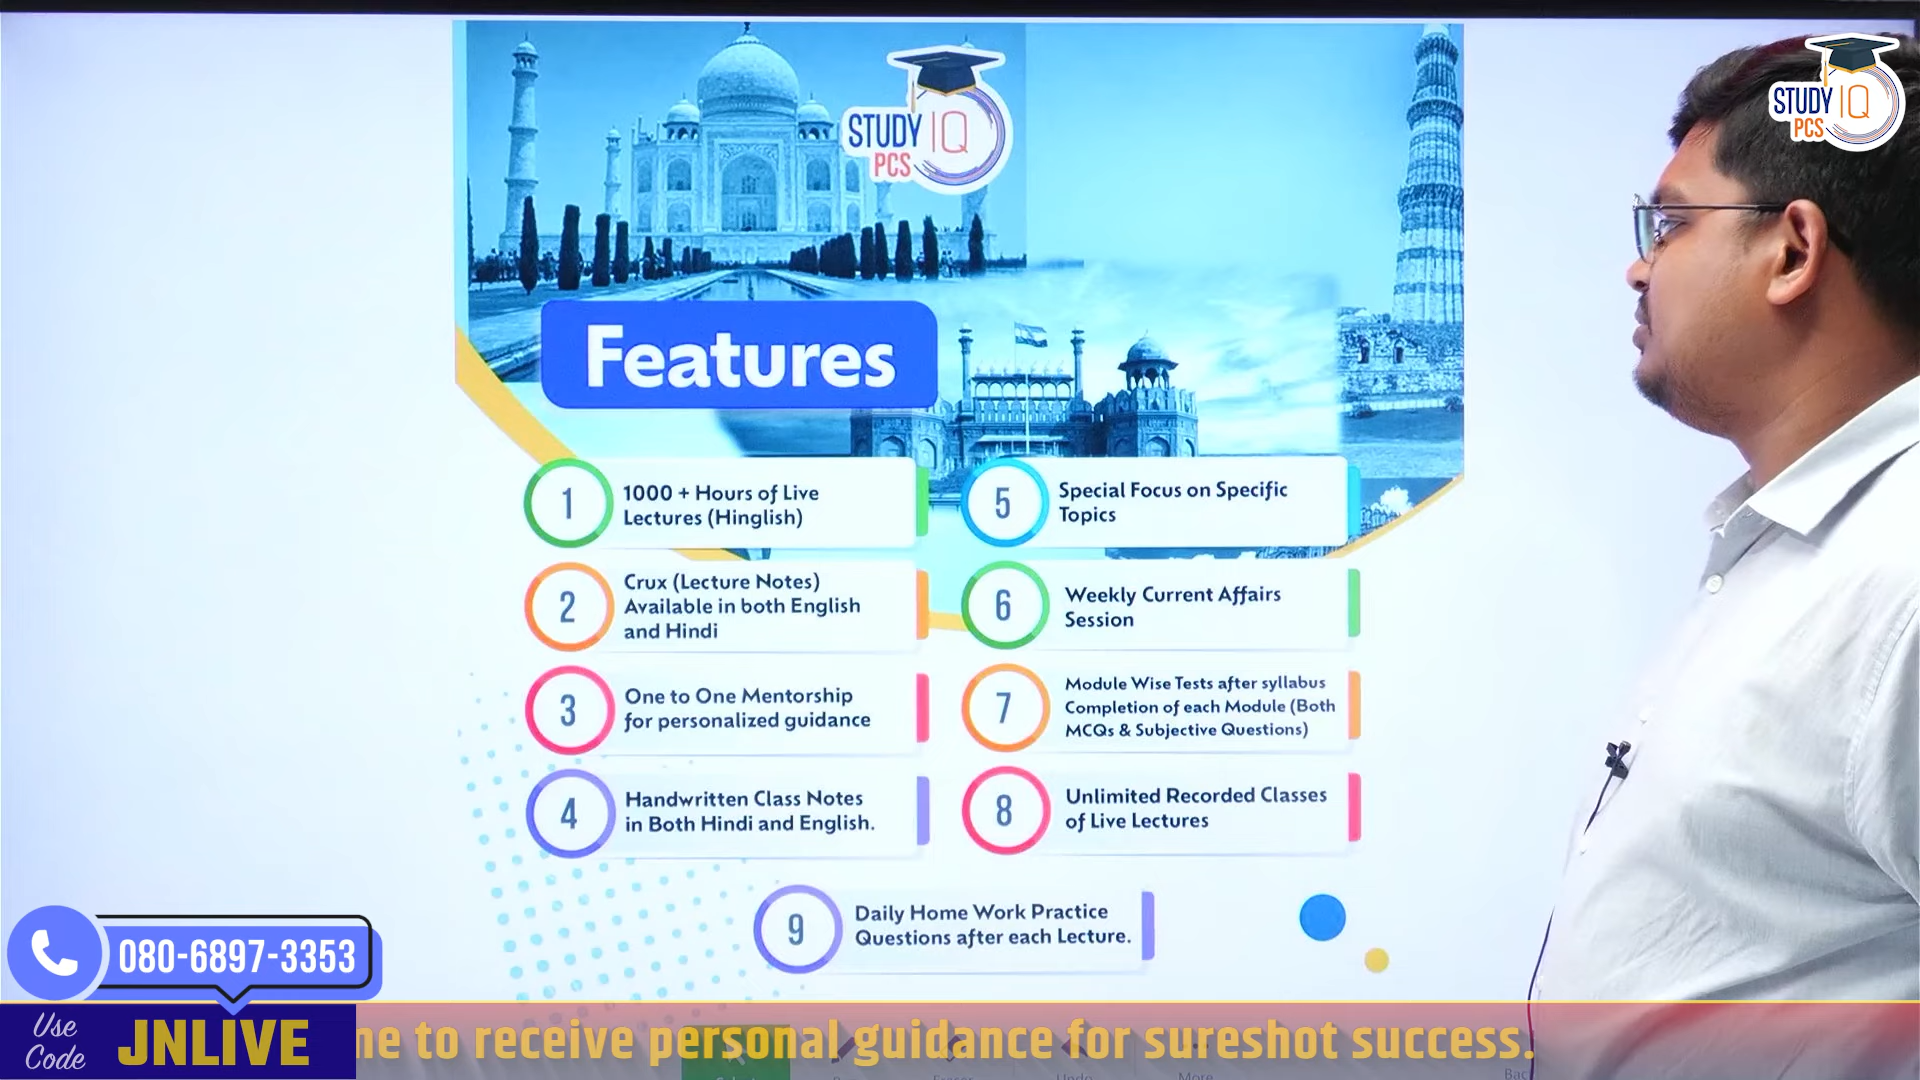 STUDY IQ
PCS
STUDY IQ
PCS
Features
1
1000 + Hours of Live
Lectures (Hinglish)
2
Crux (Lecture Notes)
Available in both English
and Hindi
3
One to One Mentorship
for personalized guidance
4
Handwritten Class Notes
in Both Hindi and English.
5
Special Focus on Specific
Topics
6
Weekly Current Affairs
Session
7
Module Wise Tests after syllabus
Completion of each Module (Both
MCQs & Subjective Questions)
8
Unlimited Recorded Classes
of Live Lectures
9
Daily Home Work Practice
Questions after each Lecture.
080-6897-3353
Use
Code
JNLIVE
me to receive personal guidance for sureshot success.
Undo
More